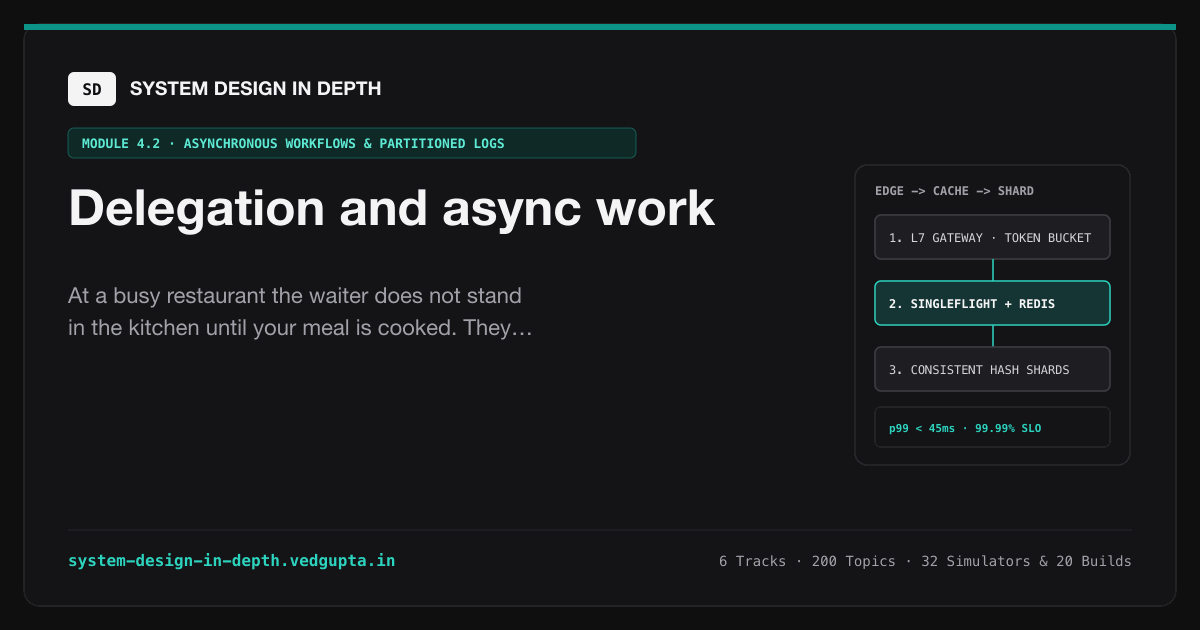 SD SYSTEM DESIGN IN DEPTH
MODULE 4.2 · ASYNCHRONOUS WORKFLOWS & PARTITIONED LOGS
Delegation and async work
At a busy restaurant the waiter does not stand
in the kitchen until your meal is cooked. They…
EDGE —> CACHE —> SHARD
1. L7 GATEWAY · TOKEN BUCKET
2. SINGLEFLIGHT + REDIS
3. CONSISTENT HASH SHARDS
p99 < 45ms · 99.99% SLO
system-design-in-depth.vedgupta.in
6 Tracks · 200 Topics · 32 Simulators & 20 Builds